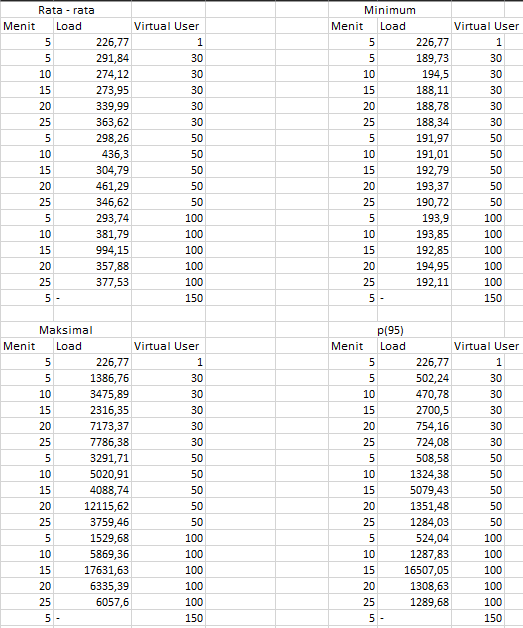 Rata - rata Minimum
Menit Load Virtual User Menit Load Virtual User
5 226,77 1 5 226,77 1
5 291,84 30 5 189,73 30
10 274,12 30 10 194,5 30
15 273,95 30 15 188,11 30
20 339,99 30 20 188,78 30
25 363,62 30 25 188,34 30
5 298,26 50 5 191,97 50
10 436,3 50 10 191,01 50
15 304,79 50 15 192,79 50
20 461,29 50 20 193,37 50
25 346,62 50 25 190,72 50
5 293,74 100 5 193,9 100
10 381,79 100 10 193,85 100
15 994,15 100 15 192,85 100
20 357,88 100 20 194,95 100
25 377,53 100 25 192,11 100
5 - 150 5 - 150
Maksimal p(95)
Menit Load Virtual User Menit Load Virtual User
5 226,77 1 5 226,77 1
5 1386,76 30 5 502,24 30
10 3475,89 30 10 470,78 30
15 2316,35 30 15 2700,5 30
20 7173,37 30 20 754,16 30
25 7786,38 30 25 724,08 30
5 3291,71 50 5 508,58 50
10 5020,91 50 10 1324,38 50
15 4088,74 50 15 5079,43 50
20 12115,62 50 20 1351,48 50
25 3759,46 50 25 1284,03 50
5 1529,68 100 5 524,04 100
10 5869,36 100 10 1287,83 100
15 17631,63 100 15 16507,05 100
20 6335,39 100 20 1308,63 100
25 6057,6 100 25 1289,68 100
5 - 150 5 - 150